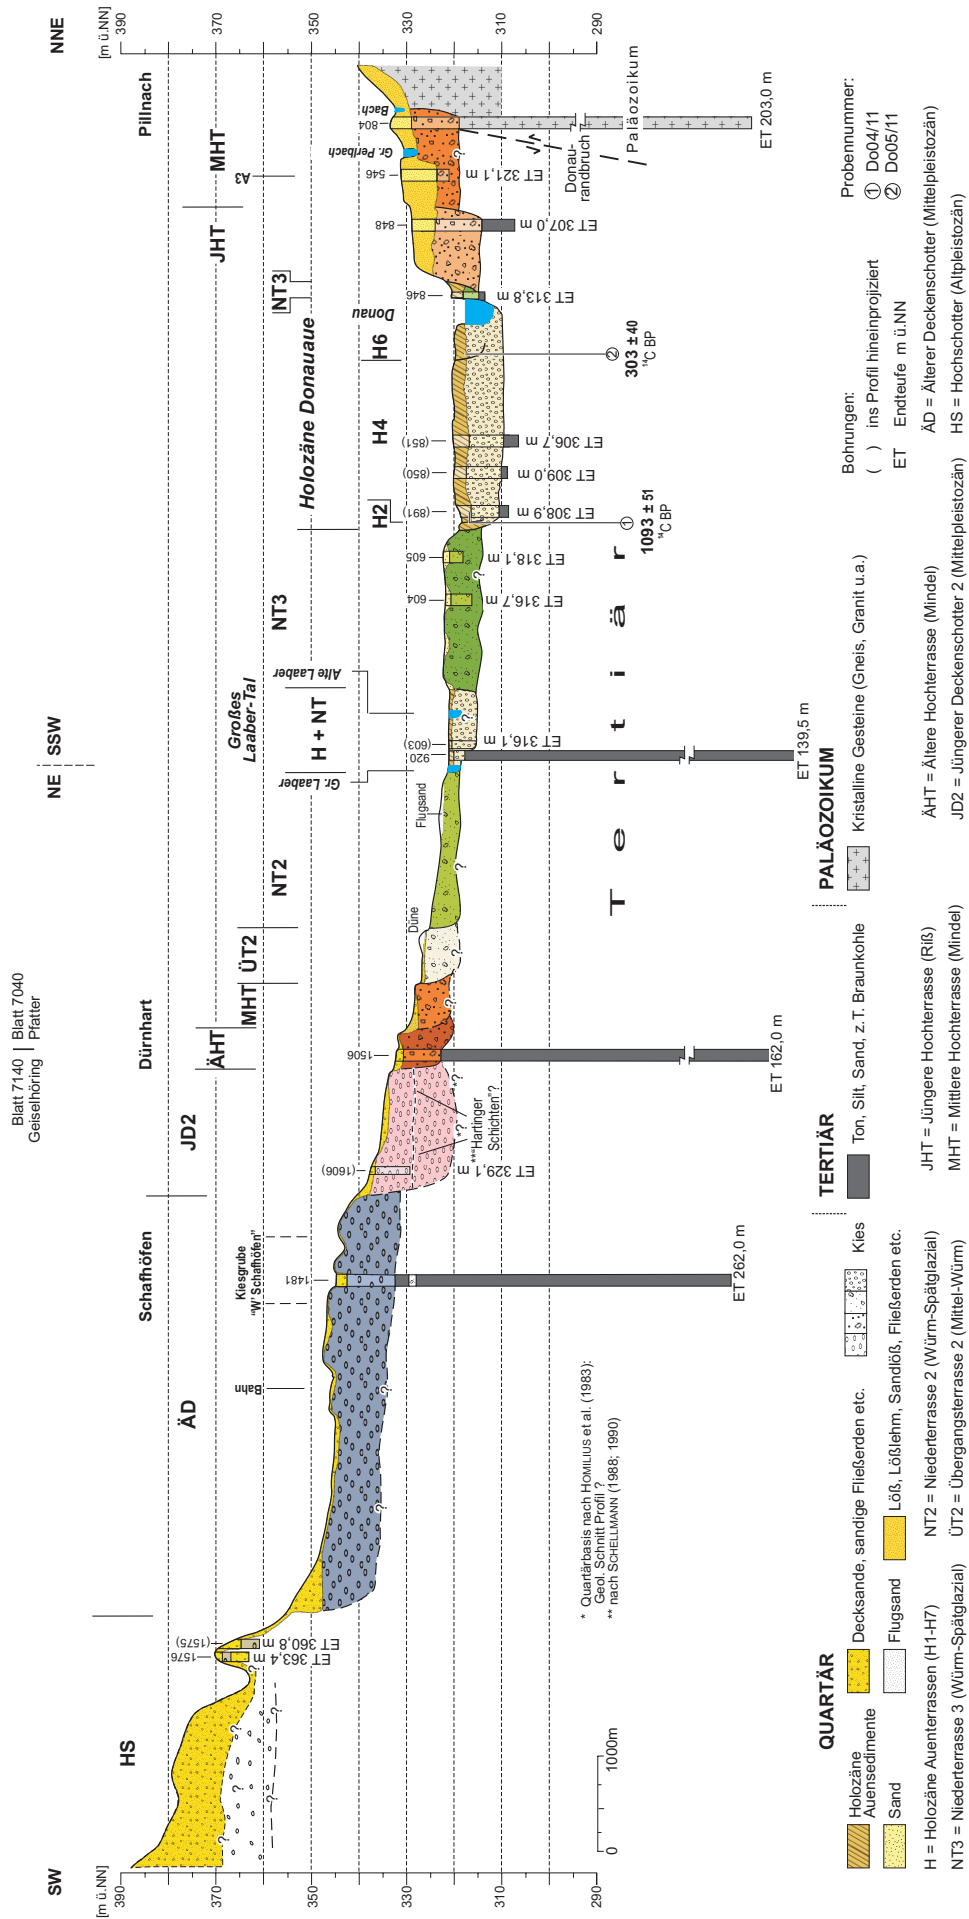 Blatt 7140 | Blatt 7040
Geiselhöring | Pfatter
SW
NE
SSW
NNE
[m ü.NN]
390
370
350
330
310
290
[m ü.NN]
390
370
350
330
310
290
HS
ÄD
Schafhöfen
JD2
Dürnhart
ÄHT
MHT
ÜT2
NT2
Großes
Laaber-Tal
H + NT
NT3
Holozäne Donauaue
H2
H4
H6
NT3
JHT
MHT
Pillnach
Bahn
Kiesgrube
"W' Schafhöfen"
Düne
Flugsand
Gr. Laaber
Alte Laaber
Donau
A3
Gr. Perlbach
Bach
1576
(1575)
1481
(1606)
1506
920
(603)
604
605
(891)
(850)
(851)
846
848
546
804
ET 363,4 m
ET 360,8 m
ET 262,0 m
ET 329,1 m
**"Hartinger
Schichten"?
ET 162,0 m
ET 139,5 m
ET 316,1 m
ET 316,7 m
ET 318,1 m
ET 308,9 m
ET 309,0 m
ET 306,7 m
ET 313,8 m
ET 307,0 m
ET 321,1 m
ET 203,0 m
①
1093 ± 51
¹⁴C BP
②
303 ± 40
¹⁴C BP
Donau-
randbruch
Paläozoikum
Tertiär
0
1000m
* Quartärbasis nach HOMILIUS et al. (1983):
Geol. Schnitt Profil ?
** nach SCHELLMANN (1988; 1990)
QUARTÄR
Holozäne
Auensedimente
Decksande, sandige Fließerden etc.
Kies
Sand
Flugsand
Löß, Lößlehm, Sandlöß, Fließerden etc.
TERTIÄR
Ton, Silt, Sand, z.T. Braunkohle
PALÄOZOIKUM
Kristalline Gesteine (Gneis, Granit u.a.)
Bohrungen:
( ) ins Profil hineinprojiziert
ET Endteufe m ü.NN
Probennummer:
① Do04/11
② Do05/11
H = Holozäne Auenterrassen (H1-H7)
NT3 = Niederterrasse 3 (Würm-Spätglazial)
NT2 = Niederterrasse 2 (Würm-Spätglazial)
ÜT2 = Übergangsterrasse 2 (Mittel-Würm)
JHT = Jüngere Hochterrasse (Riß)
MHT = Mittlere Hochterrasse (Mindel)
ÄHT = Ältere Hochterrasse (Mindel)
JD2 = Jüngerer Deckenschotter 2 (Mittelpleistozän)
ÄD = Älterer Deckenschotter (Mittelpleistozän)
HS = Hochschotter (Altpleistozän)